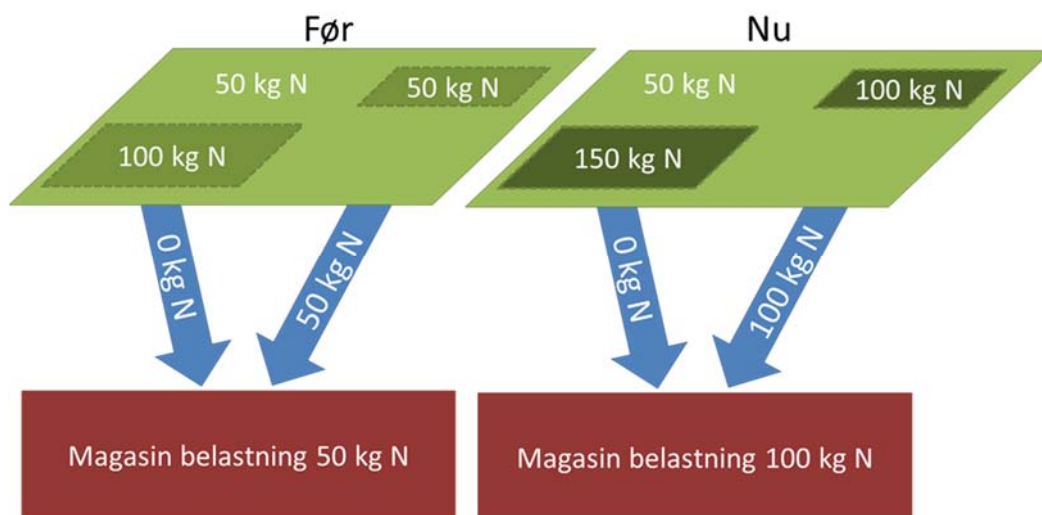 Før
50 kg N
50 kg N
100 kg N
0 kg N
50 kg N
Magasin belastning 50 kg N
Nu
50 kg N
100 kg N
150 kg N
0 kg N
100 kg N
Magasin belastning 100 kg N